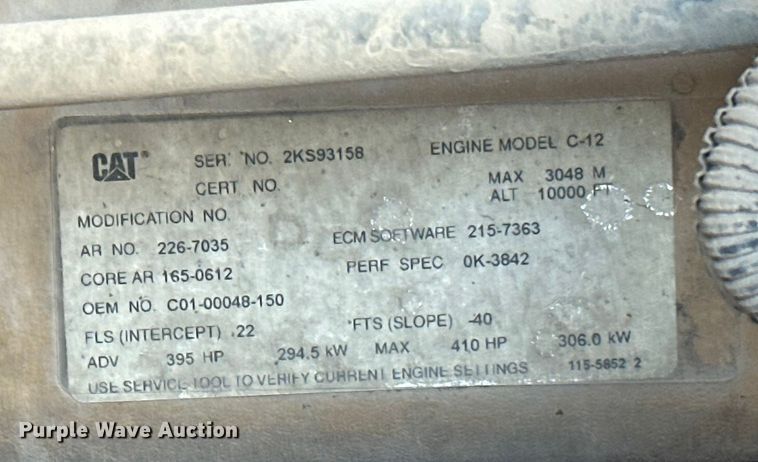 CAT® SER. NO. 2KS93158 ENGINE MODEL C-12
CERT. NO. MAX 3048 M
ALT 10000 FT
MODIFICATION NO.
AR NO. 226-7035 ECM SOFTWARE 215-7363
CORE AR 165-0612 PERF SPEC 0K-3842
OEM NO. C01-00048-150
FLS (INTERCEPT) .22 FTS (SLOPE) -40
ADV 395 HP 294.5 kW MAX 410 HP 306.0 kW
USE SERVICE TOOL TO VERIFY CURRENT ENGINE SETTINGS 115-5852 2
Purple Wave Auction